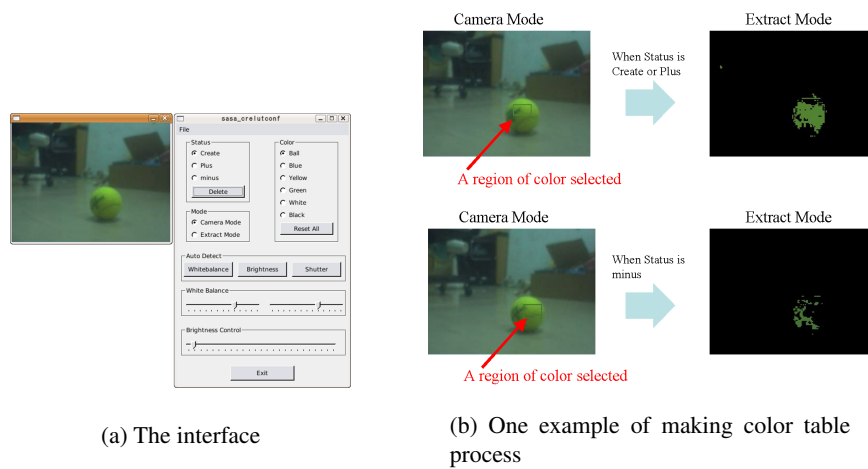 sasa_crelutconf
File
Status
Create
Plus
minus
Delete
Color
Ball
Blue
Yellow
Green
White
Black
Reset All
Mode
Camera Mode
Extract Mode
Auto Detect
Whitebalance
Brightness
Shutter
White Balance
Brightness Control
Exit
(a) The interface
Camera Mode
Extract Mode
When Status is
Create or Plus
A region of color selected
Camera Mode
Extract Mode
When Status is
minus
A region of color selected
(b) One example of making color table
process